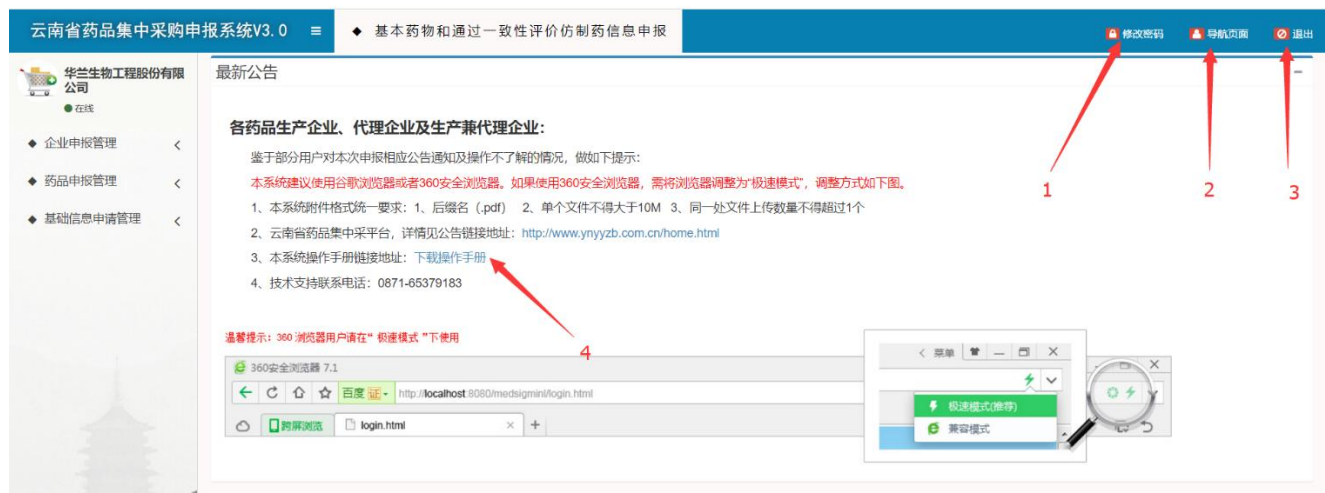 云南省药品集中采购申报系统V3.0 ≡ ◆ 基本药物和通过一致性评价仿制药信息申报 修改密码 导航页面 退出
华兰生物工程股份有限
公司
在线
◆ 企业申报管理
◆ 药品申报管理
◆ 基础信息申请管理
最新公告
各药品生产企业、代理企业及生产兼代理企业：
鉴于部分用户对本次申报相应公告通知及操作不了解的情况，做如下提示：
本系统建议使用谷歌浏览器或者360安全浏览器。如果使用360安全浏览器，需将浏览器调整为“极速模式”，调整方式如下图。
1、本系统附件格式统一要求：1、后缀名（.pdf） 2、单个文件不得大于10M 3、同一处文件上传数量不得超过1个
2、云南省药品集中采平台，详情见公告链接地址：http://www.ynyyzb.com.cn/home.html
3、本系统操作手册链接地址：下载操作手册
4、技术支持联系电话：0871-65379183
1
2
3
4
温馨提示：360 浏览器用户请在“ 极速模式 ”下使用
360安全浏览器 7.1
百度 证 http://localhost:8080/medsigmini/login.html
跨屏浏览 login.html × +
菜单
极速模式(推荐)
兼容模式